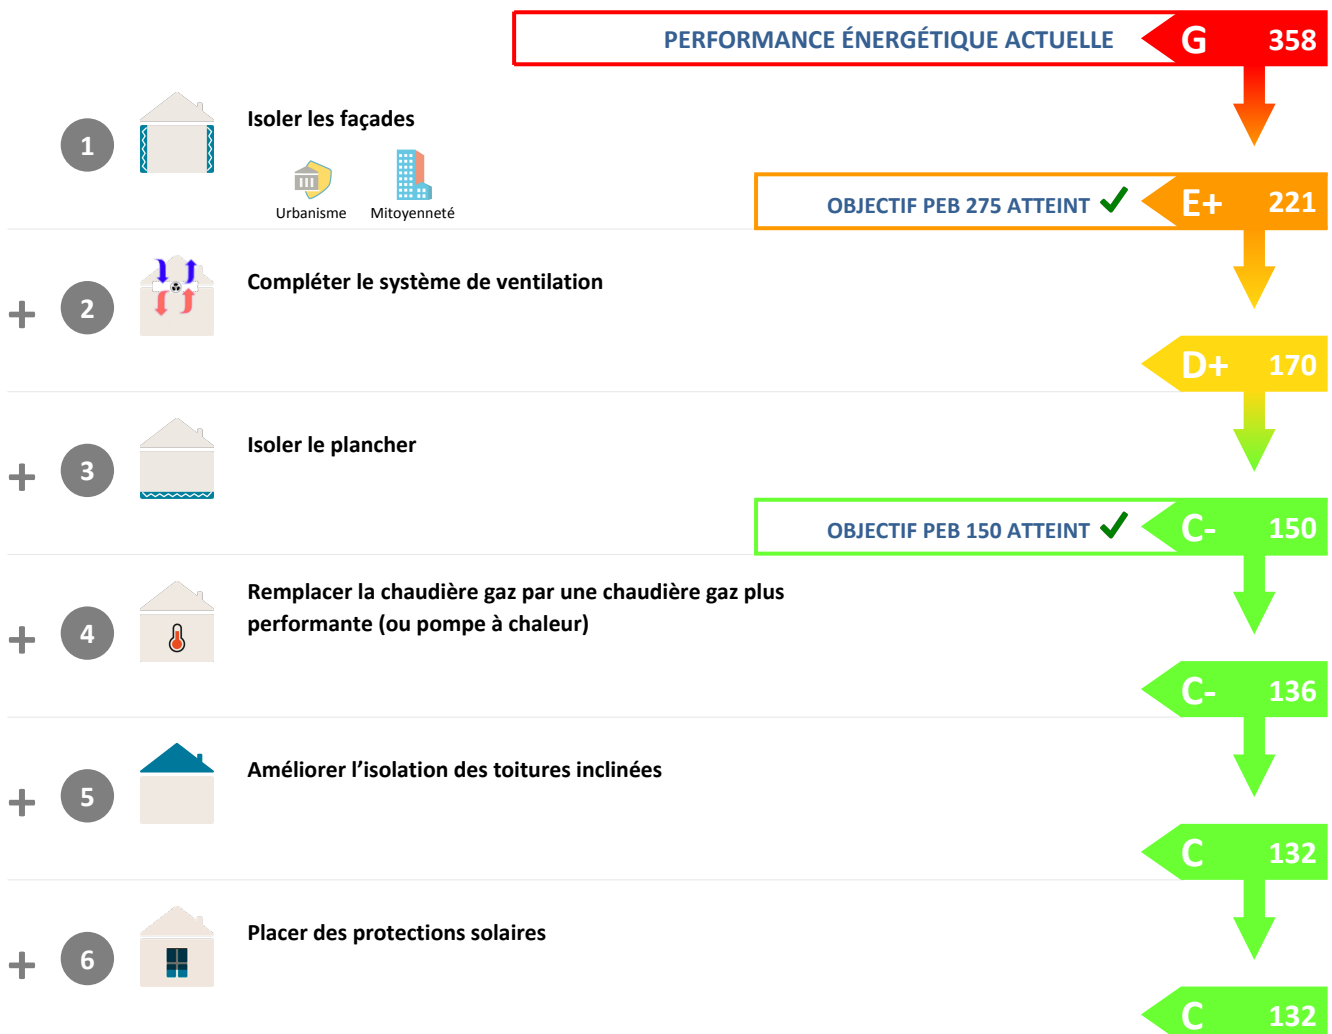 PERFORMANCE ÉNERGÉTIQUE ACTUELLE G 358
1 Isoler les façades
Urbanisme Mitoyenneté
OBJECTIF PEB 275 ATTEINT E+ 221
+ 2 Compléter le système de ventilation
D+ 170
+ 3 Isoler le plancher
OBJECTIF PEB 150 ATTEINT C- 150
+ 4 Remplacer la chaudière gaz par une chaudière gaz plus
performante (ou pompe à chaleur)
C- 136
+ 5 Améliorer l’isolation des toitures inclinées
C 132
+ 6 Placer des protections solaires
C 132